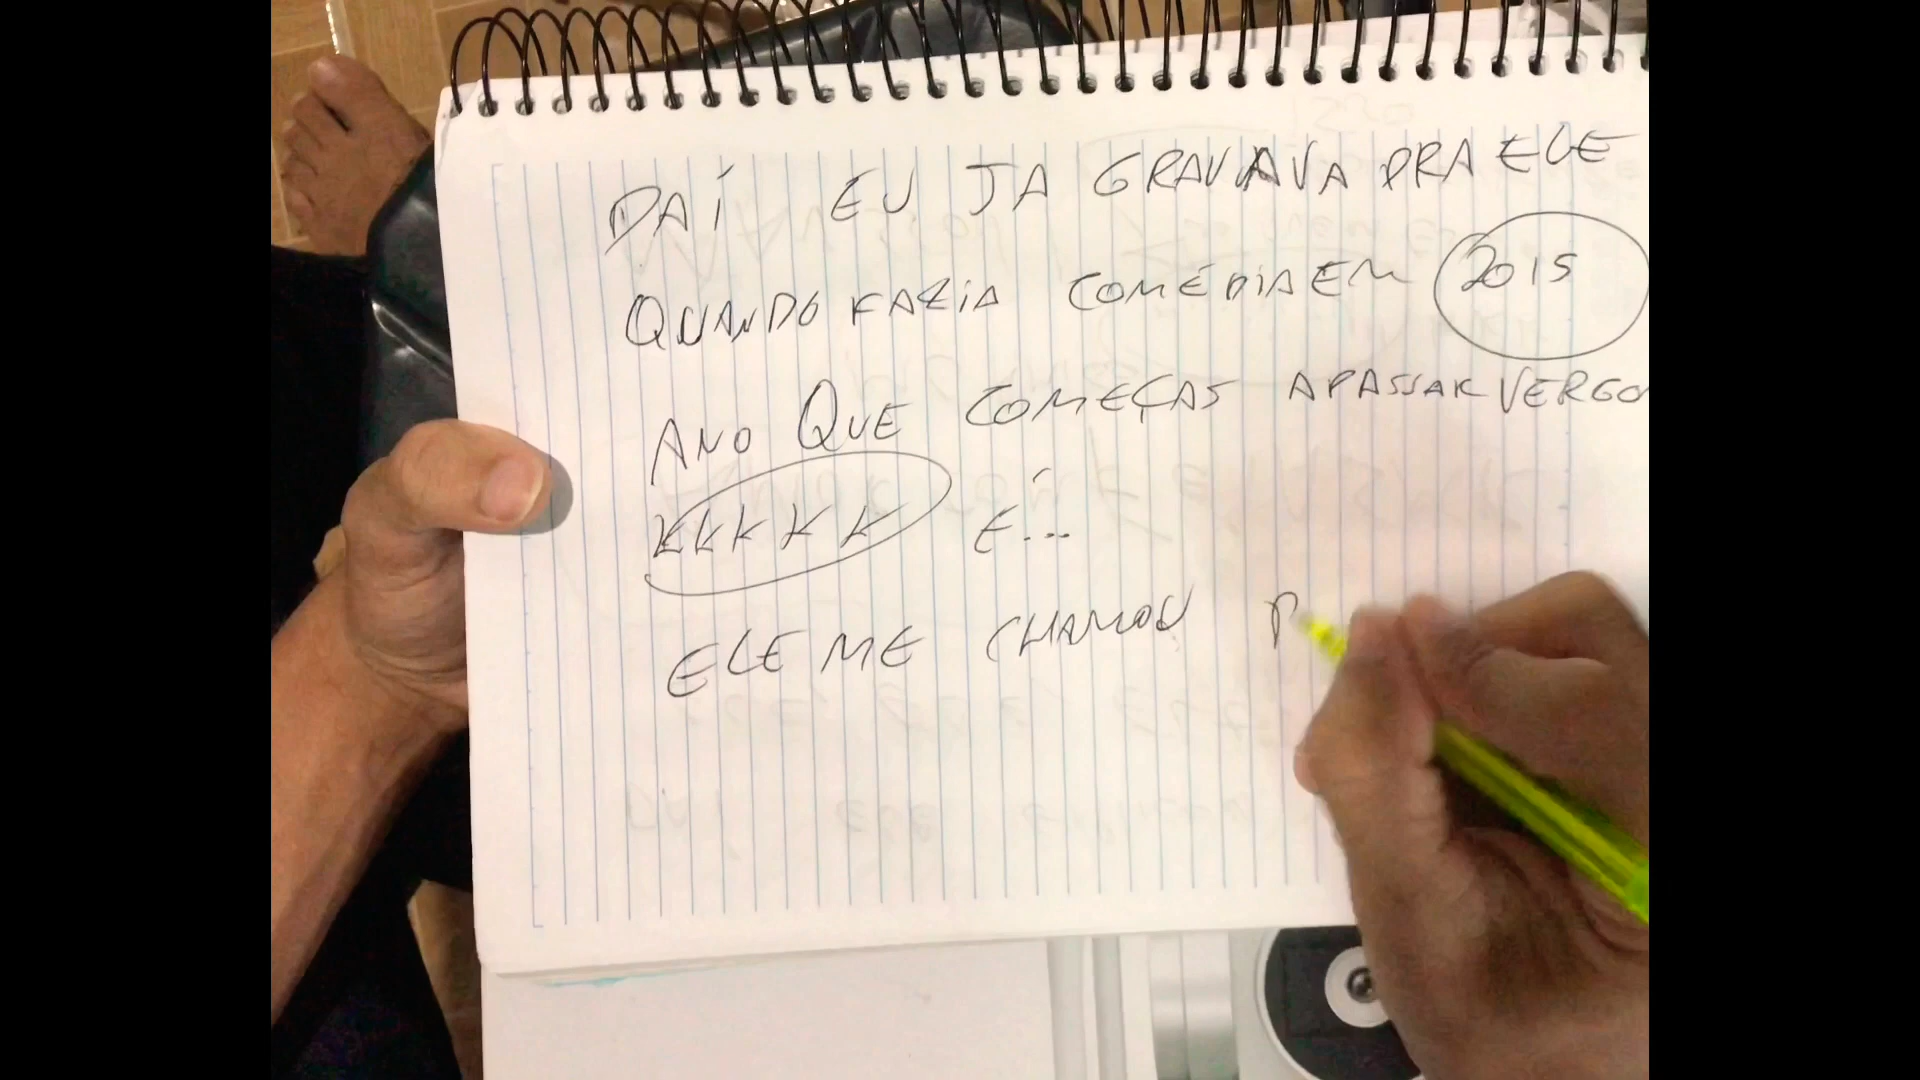 DAÍ EU JA GRAVAVA PRA ELE
QUANDO FAZIA COMÉDIA EM 2015
ANO QUE COMEÇAS A PASSAR VERGO
KKKKK E...
ELE ME CHAMOU P